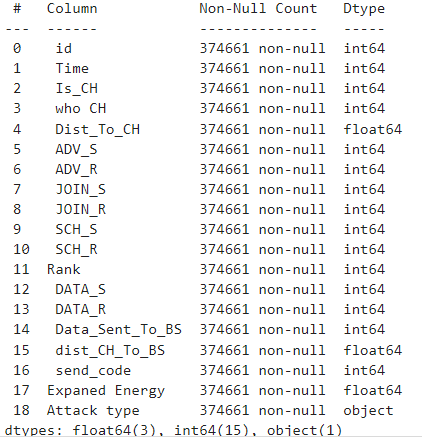 #   Column           Non-Null Count   Dtype
---  ------           --------------   -----
0    id               374661 non-null  int64
1    Time             374661 non-null  int64
2    Is_CH            374661 non-null  int64
3    who CH           374661 non-null  int64
4    Dist_To_CH       374661 non-null  float64
5    ADV_S            374661 non-null  int64
6    ADV_R            374661 non-null  int64
7    JOIN_S           374661 non-null  int64
8    JOIN_R           374661 non-null  int64
9    SCH_S            374661 non-null  int64
10   SCH_R            374661 non-null  int64
11  Rank              374661 non-null  int64
12   DATA_S           374661 non-null  int64
13   DATA_R           374661 non-null  int64
14   Data_Sent_To_BS  374661 non-null  int64
15   dist_CH_To_BS    374661 non-null  float64
16   send_code        374661 non-null  int64
17  Expaned Energy    374661 non-null  float64
18  Attack type       374661 non-null  object
dtypes: float64(3), int64(15), object(1)